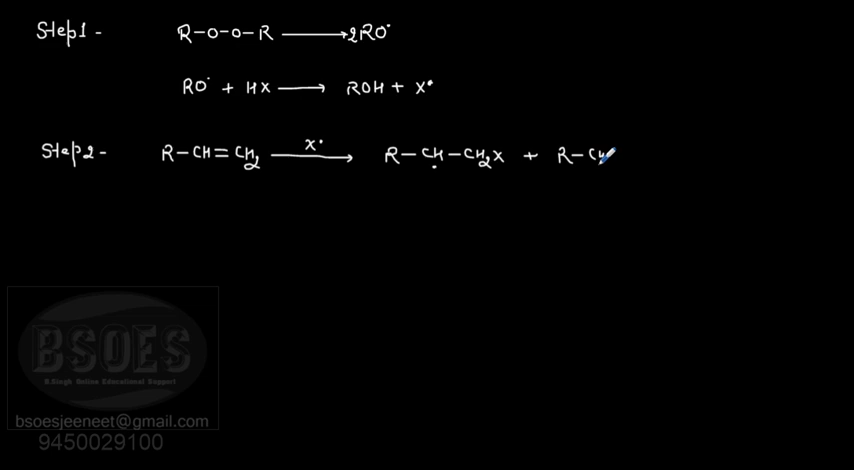 Step1 - R-O-O-R ⟶ 2RO˙
RO˙ + HX ⟶ ROH + X•
Step2 - R-CH=CH₂ —X•⟶ R-ĊH-CH₂X + R-CH
BSOES
B.Singh Online Educational Support
bsoesjeeneet@gmail.com
9450029100